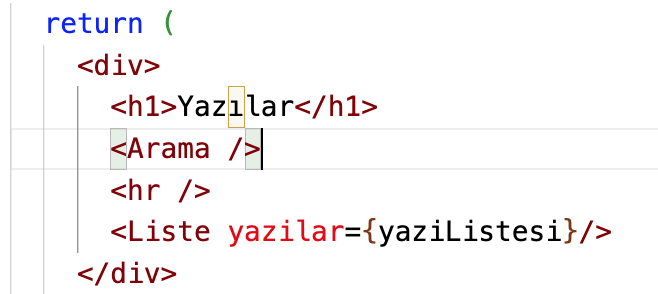 return (
<div>
<h1>Yazılar</h1>
<Arama />
<hr />
<Liste yazilar={yaziListesi}/>
</div>